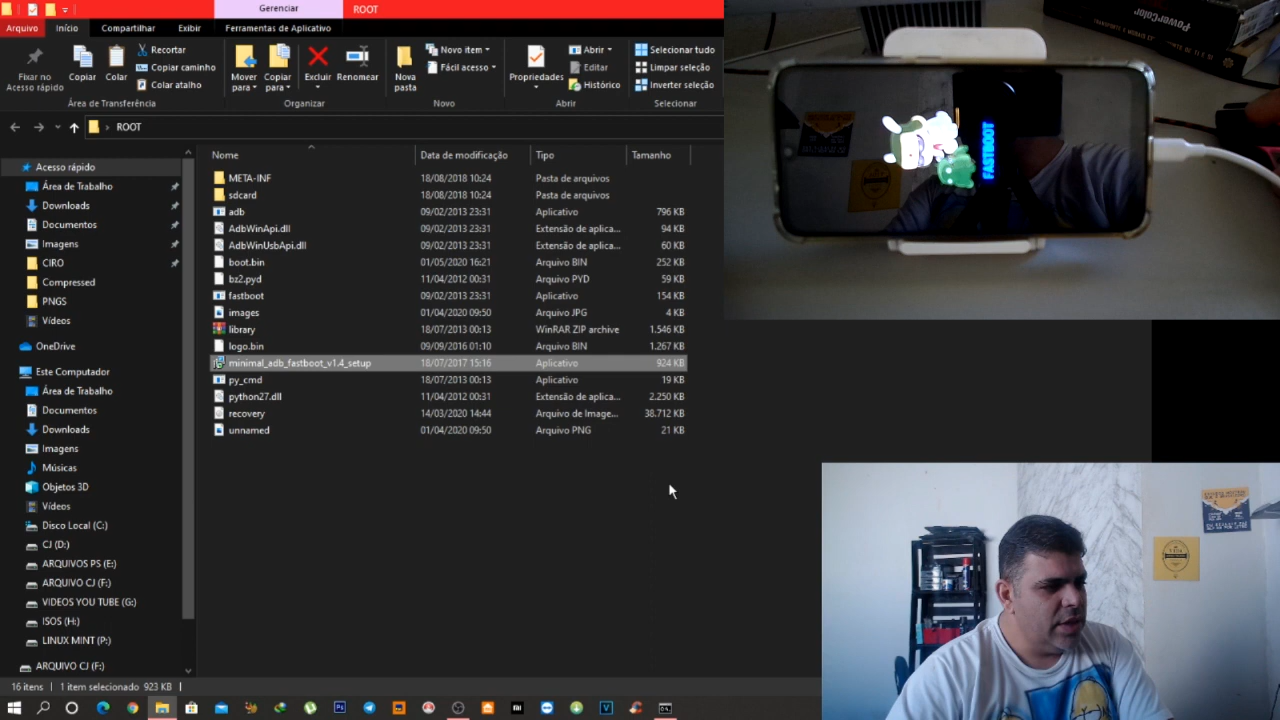 Gerenciar
ROOT
Arquivo
Início
Compartilhar
Exibir
Ferramentas de Aplicativo
Fixar no
Acesso rápido
Copiar
Colar
Recortar
Copiar caminho
Colar atalho
Mover
para
Copiar
para
Excluir
Renomear
Nova
pasta
Novo item
Fácil acesso
Propriedades
Abrir
Editar
Histórico
Selecionar tudo
Limpar seleção
Inverter seleção
Área de Transferência
Organizar
Novo
Abrir
Selecionar
ROOT
Nome
Data de modificação
Tipo
Tamanho
META-INF 18/08/2018 10:24 Pasta de arquivos
sdcard 18/08/2018 10:24 Pasta de arquivos
adb 09/02/2013 23:31 Aplicativo 796 KB
AdbWinApi.dll 09/02/2013 23:31 Extensão de aplica... 94 KB
AdbWinUsbApi.dll 09/02/2013 23:31 Extensão de aplica... 60 KB
boot.bin 01/05/2020 16:21 Arquivo BIN 252 KB
bz2.pyd 11/04/2012 00:31 Arquivo PYD 59 KB
fastboot 09/02/2013 23:31 Aplicativo 154 KB
images 01/04/2020 09:50 Arquivo JPG 4 KB
library 18/07/2013 00:13 WinRAR ZIP archive 1.546 KB
logo.bin 09/09/2016 01:10 Arquivo BIN 1.267 KB
minimal_adb_fastboot_v1.4_setup 18/07/2017 15:16 Aplicativo 924 KB
py_cmd 18/07/2013 00:13 Aplicativo 19 KB
python27.dll 11/04/2012 00:31 Extensão de aplica... 2.250 KB
recovery 14/03/2020 14:44 Arquivo de Image... 38.712 KB
unnamed 01/04/2020 09:50 Arquivo PNG 21 KB
Acesso rápido
Área de Trabalho
Downloads
Documentos
Imagens
CIRO
Compressed
PNGS
Vídeos
OneDrive
Este Computador
Área de Trabalho
Documentos
Downloads
Imagens
Músicas
Objetos 3D
Vídeos
Disco Local (C:)
CJ (D:)
ARQUIVOS PS (E:)
ARQUIVO CJ (F:)
VIDEOS YOU TUBE (G:)
ISOS (H:)
LINUX MINT (P:)
ARQUIVO CJ (F:)
16 itens
1 item selecionado 923 KB
FASTBOOT
PowerColor